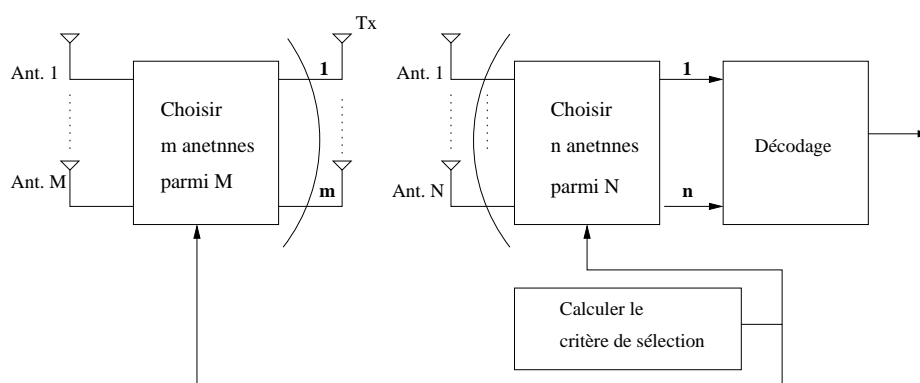 Tx
Ant. 1
1
Choisir
m anetnnes
parmi M
Ant. M
m
Ant. 1
1
Choisir
n anetnnes
parmi N
Ant. N
n
Décodage
Calculer le
critère de sélection